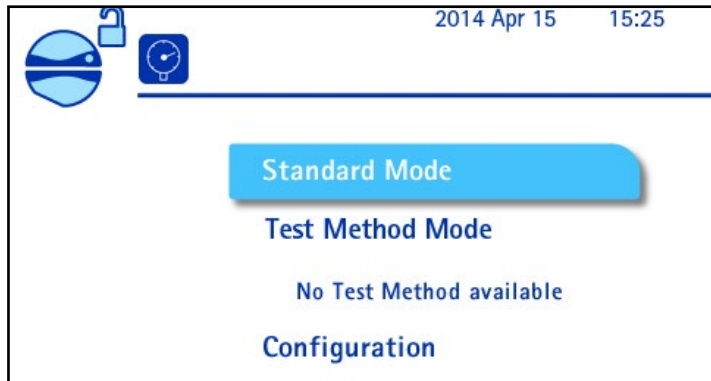 2014 Apr 15 15:25
Standard Mode
Test Method Mode
No Test Method available
Configuration